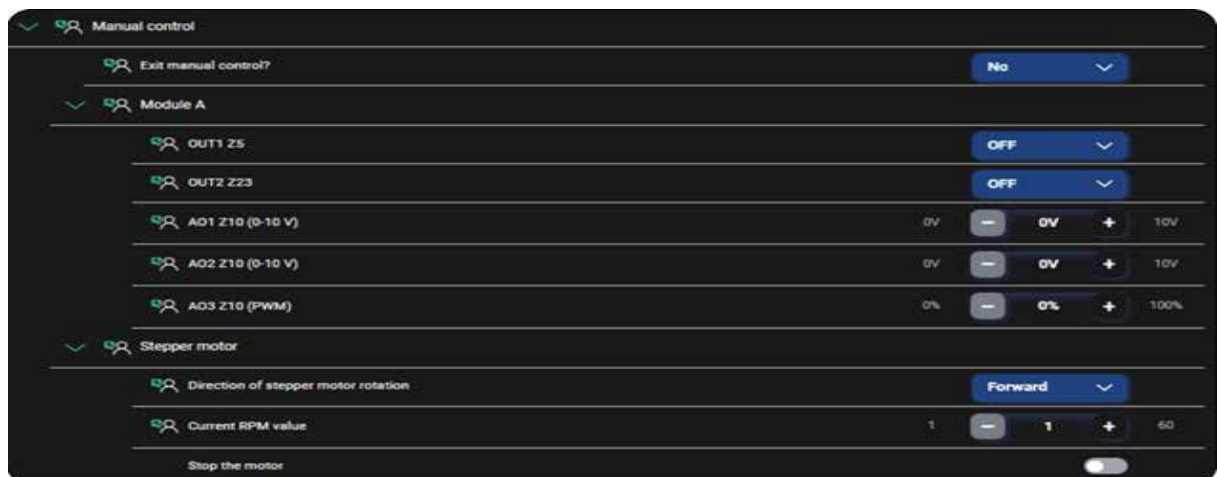 Manual control
Exit manual control? No
Module A
OUT1 Z5 OFF
OUT2 Z23 OFF
AO1 Z10 (0-10 V) 0V − 0V + 10V
AO2 Z10 (0-10 V) 0V − 0V + 10V
AO3 Z10 (PWM) 0% − 0% + 100%
Stepper motor
Direction of stepper motor rotation Forward
Current RPM value 1 − 1 + 60
Stop the motor